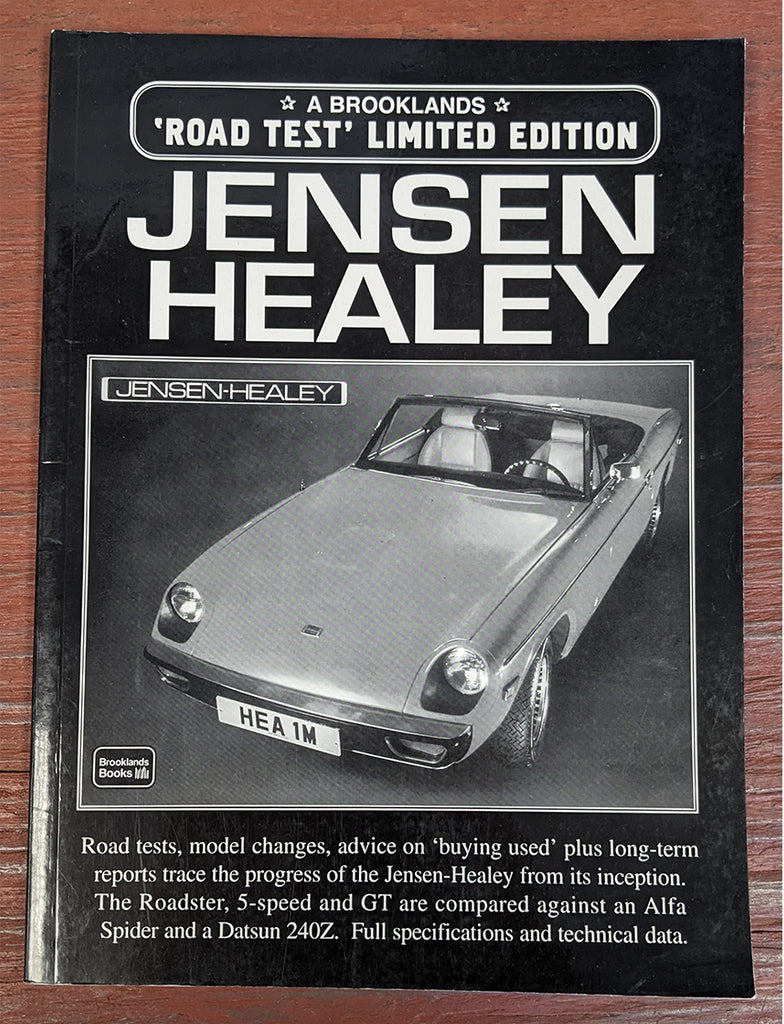 ☆ A BROOKLANDS ☆
'ROAD TEST' LIMITED EDITION
JENSEN
HEALEY
JENSEN-HEALEY
HEA 1M
Brooklands
Books
Road tests, model changes, advice on 'buying used' plus long-term
reports trace the progress of the Jensen-Healey from its inception.
The Roadster, 5-speed and GT are compared against an Alfa
Spider and a Datsun 240Z. Full specifications and technical data.